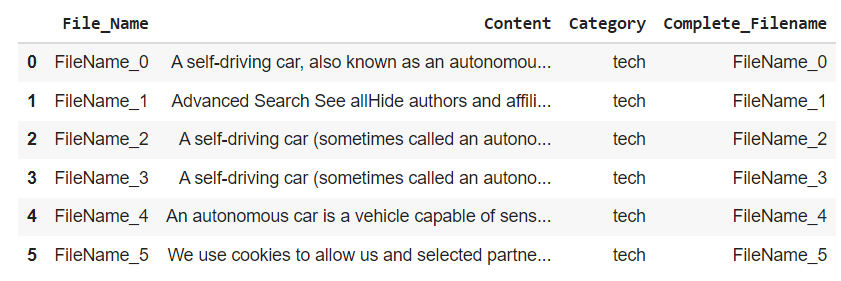 File_Name Content Category Complete_Filename
0 FileName_0 A self-driving car, also known as an autonomou... tech FileName_0
1 FileName_1 Advanced Search See allHide authors and affili... tech FileName_1
2 FileName_2 A self-driving car (sometimes called an autono... tech FileName_2
3 FileName_3 A self-driving car (sometimes called an autono... tech FileName_3
4 FileName_4 An autonomous car is a vehicle capable of sens... tech FileName_4
5 FileName_5 We use cookies to allow us and selected partne... tech FileName_5